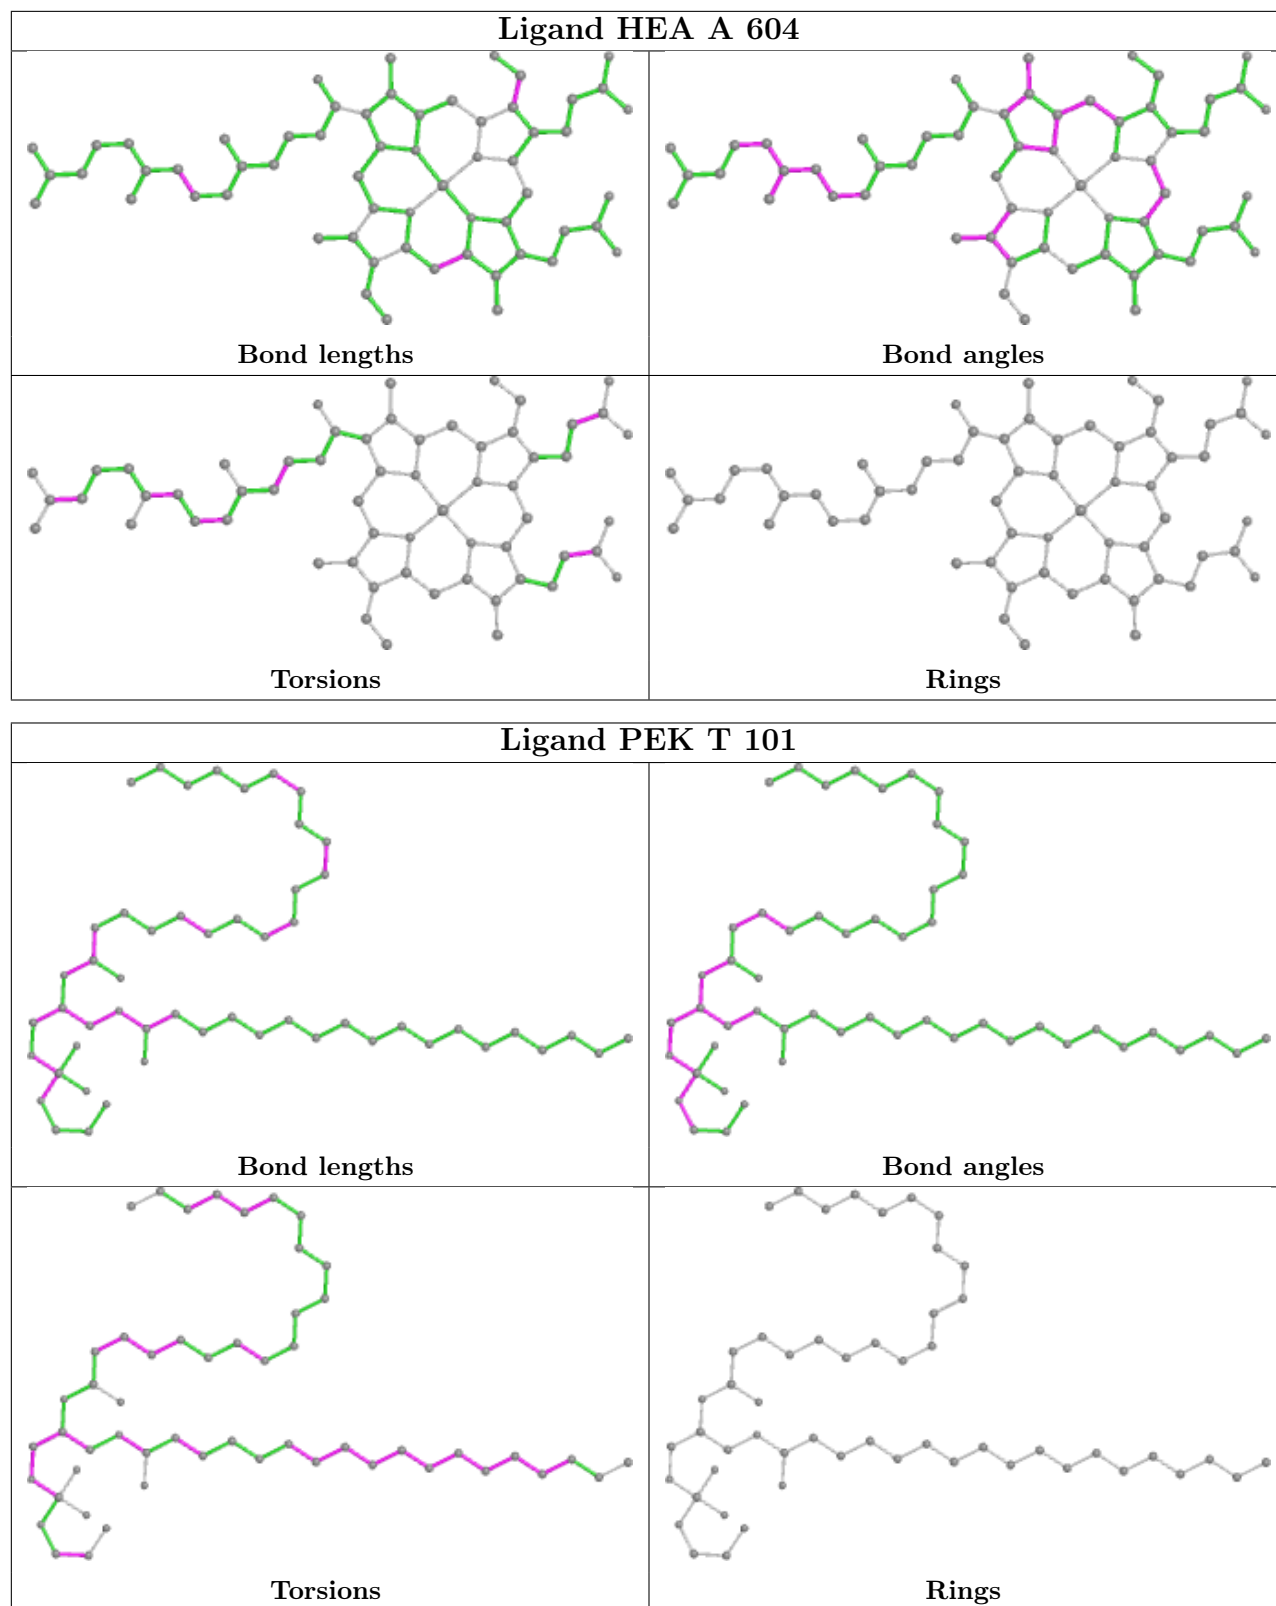 Ligand HEA A 604
Bond lengths
Bond angles
Torsions
Rings
Ligand PEK T 101
Bond lengths
Bond angles
Torsions
Rings